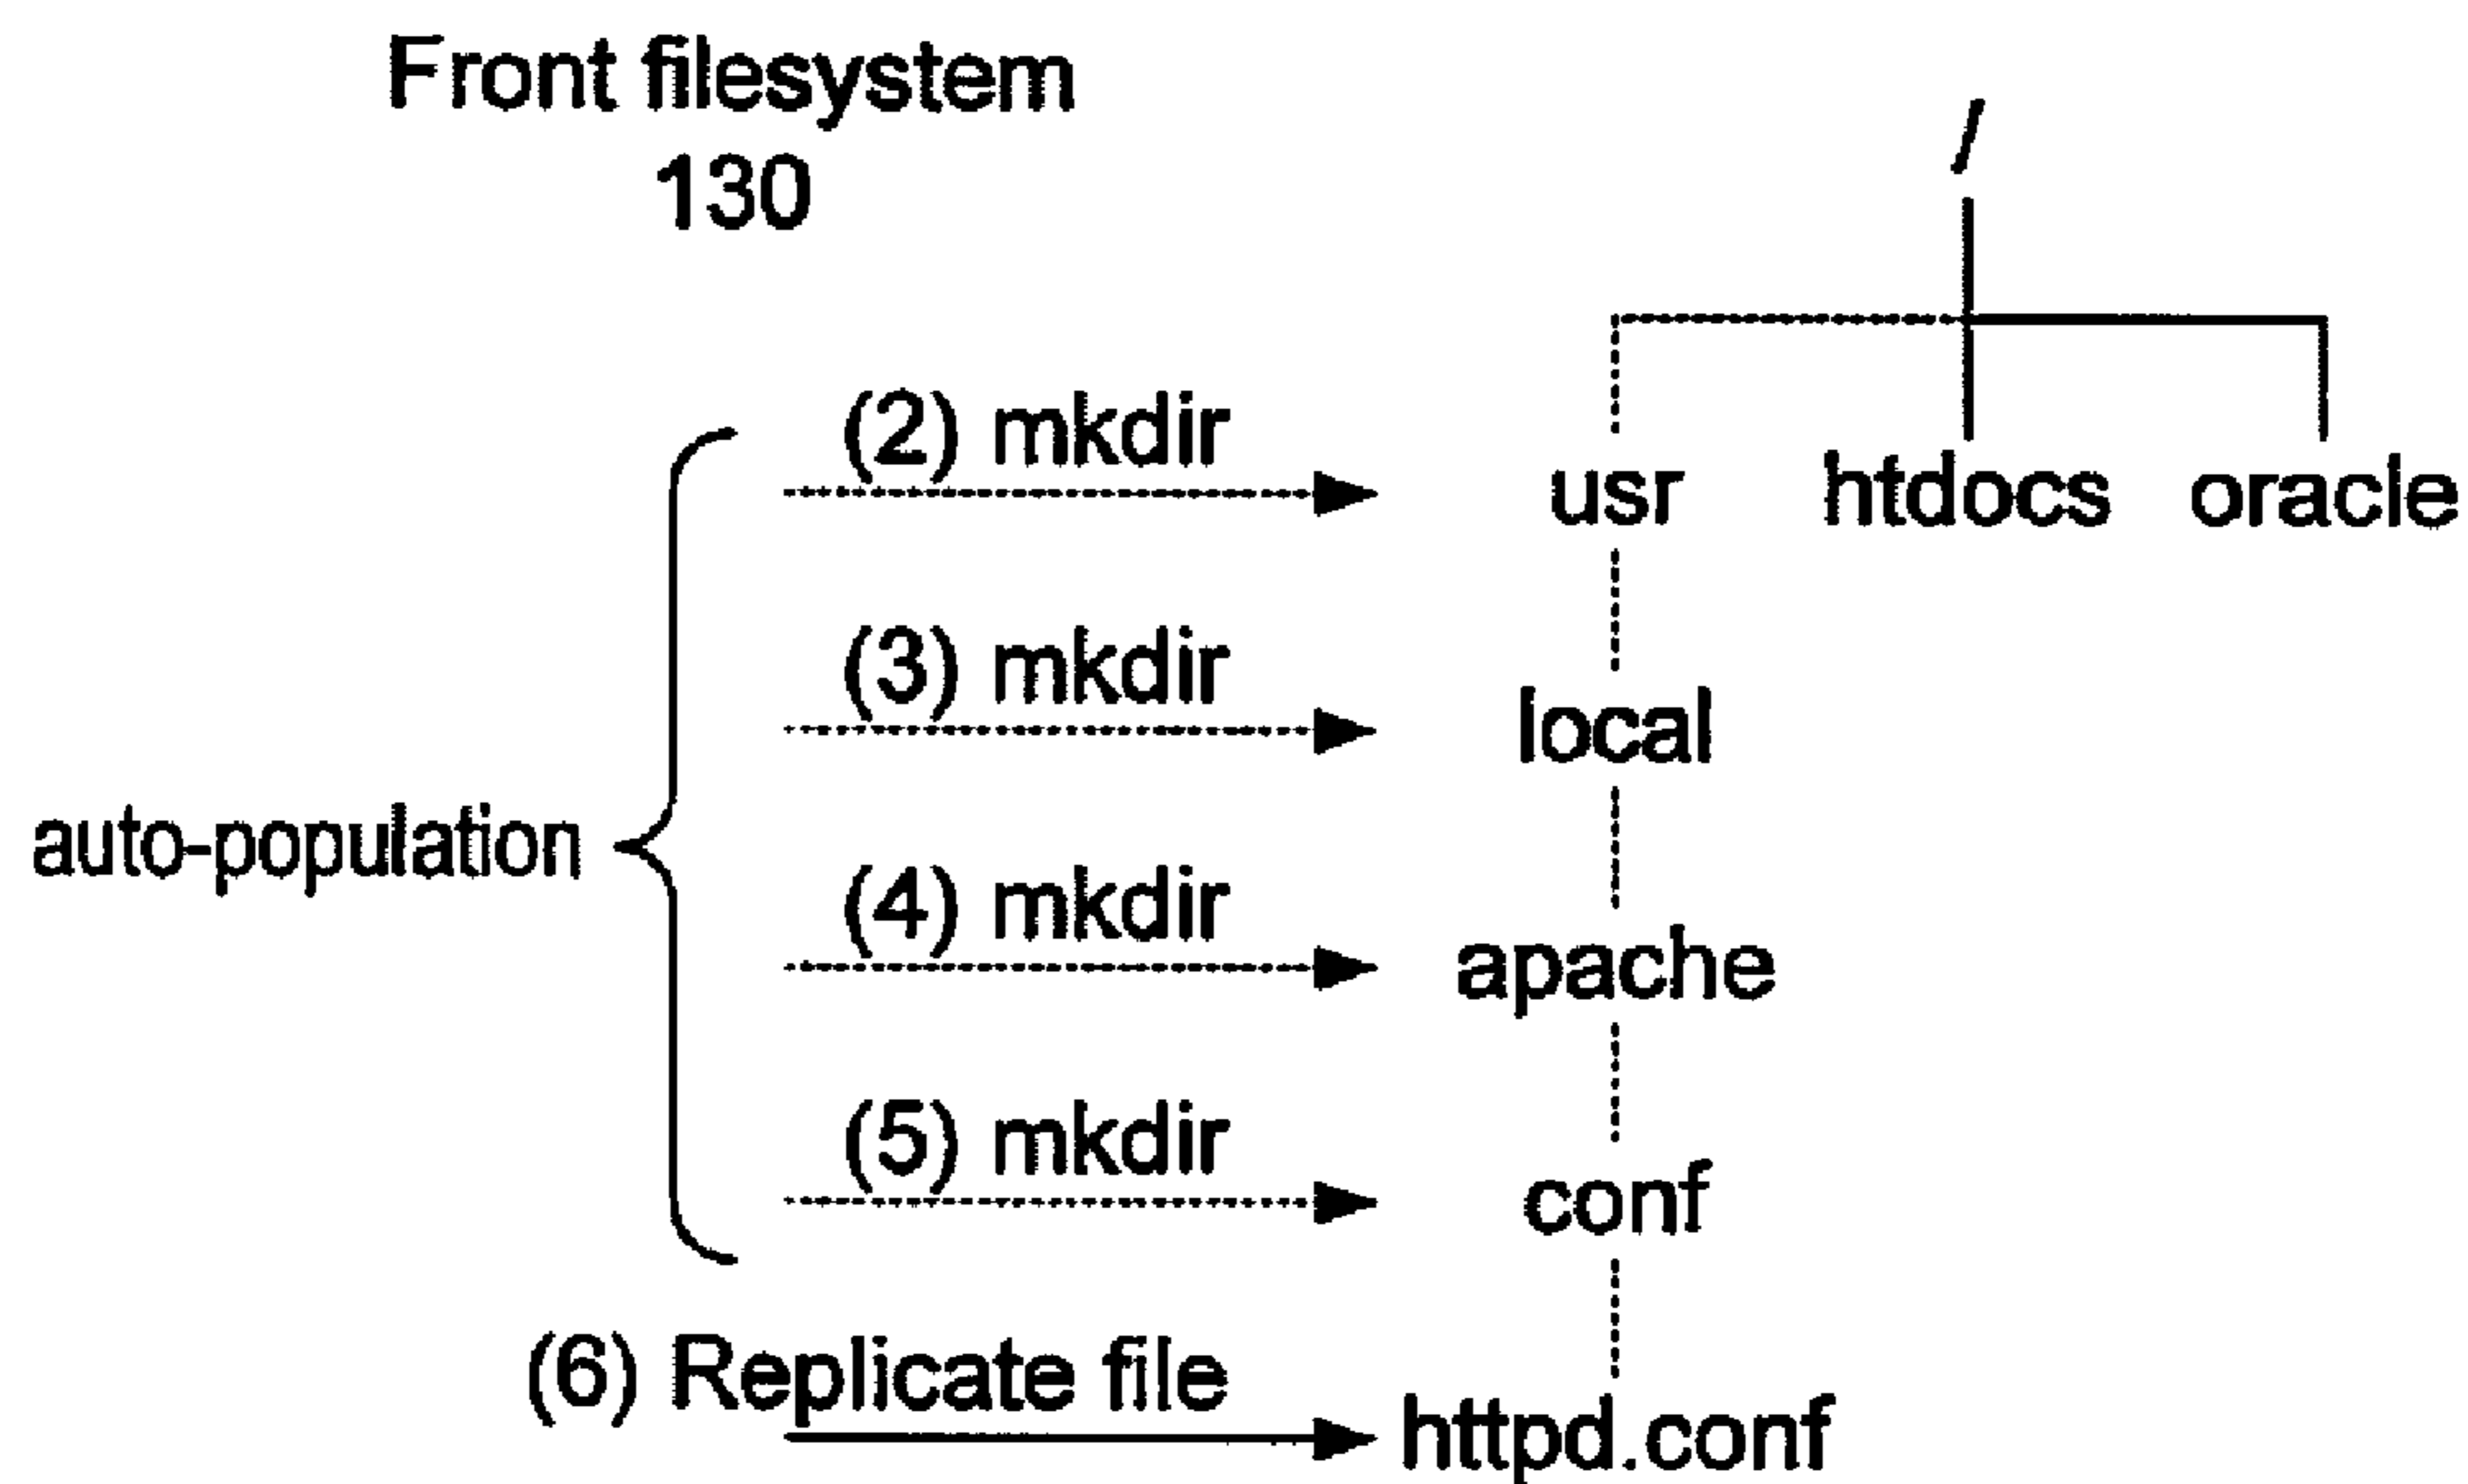 Front filesystem
130
/
(2) mkdir
usr htdocs oracle
(3) mkdir
local
auto-population
(4) mkdir
apache
(5) mkdir
conf
(6) Replicate file
httpd.conf